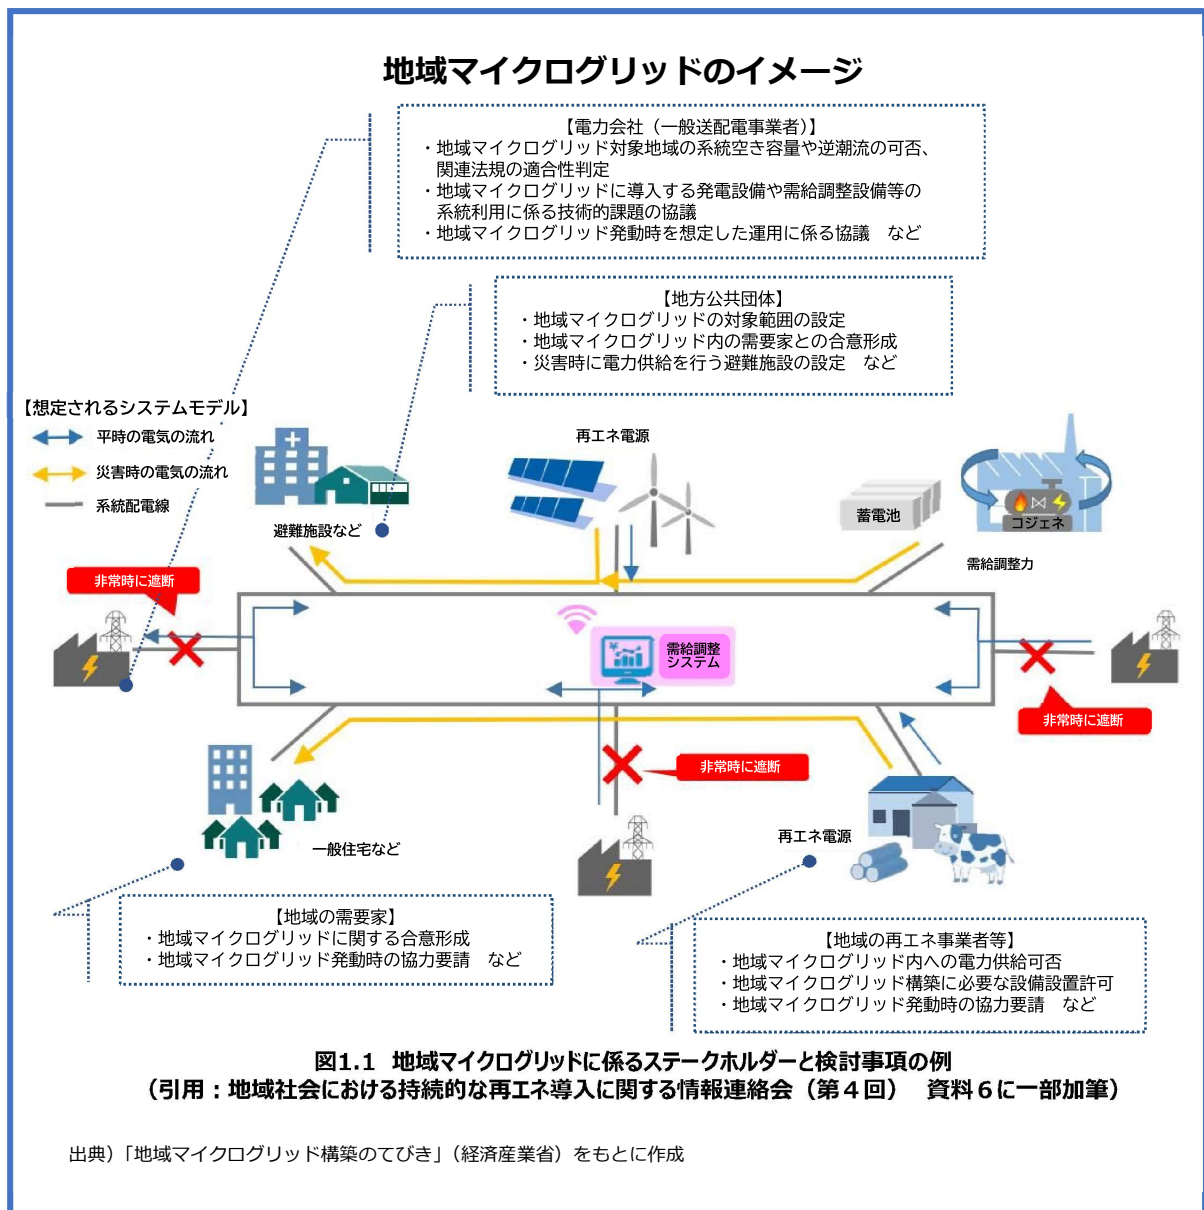 地域マイクログリッドのイメージ
【電力会社（一般送配電事業者）】
・地域マイクログリッド対象地域の系統空き容量や逆潮流の可否、
関連法規の適合性判定
・地域マイクログリッドに導入する発電設備や需給調整設備等の
系統利用に係る技術的課題の協議
・地域マイクログリッド発動時を想定した運用に係る協議　など
【地方公共団体】
・地域マイクログリッドの対象範囲の設定
・地域マイクログリッド内の需要家との合意形成
・災害時に電力供給を行う避難施設の設定　など
【想定されるシステムモデル】
平時の電気の流れ
災害時の電気の流れ
系統配電線
避難施設など
再エネ電源
蓄電池
コジェネ
需給調整力
非常時に遮断
需給調整
システム
非常時に遮断
非常時に遮断
一般住宅など
再エネ電源
【地域の需要家】
・地域マイクログリッドに関する合意形成
・地域マイクログリッド発動時の協力要請　など
【地域の再エネ事業者等】
・地域マイクログリッド内への電力供給可否
・地域マイクログリッド構築に必要な設備設置許可
・地域マイクログリッド発動時の協力要請　など
図1.1 地域マイクログリッドに係るステークホルダーと検討事項の例
（引用：地域社会における持続的な再エネ導入に関する情報連絡会（第４回）　資料６に一部加筆）
出典）「地域マイクログリッド構築のてびき」（経済産業省）をもとに作成